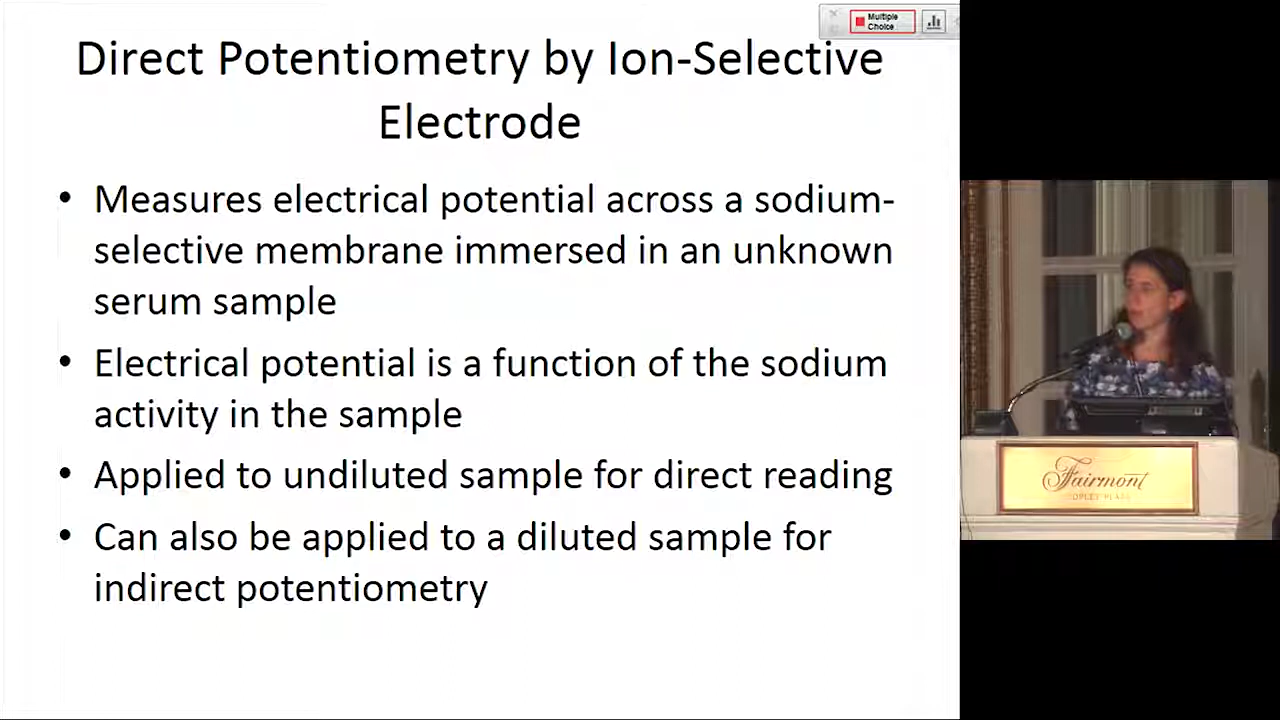 Multiple
Choice
Direct Potentiometry by Ion-Selective
Electrode
• Measures electrical potential across a sodium-
selective membrane immersed in an unknown
serum sample
• Electrical potential is a function of the sodium
activity in the sample
• Applied to undiluted sample for direct reading
• Can also be applied to a diluted sample for
indirect potentiometry
Fairmont
COPLEY PLAZA